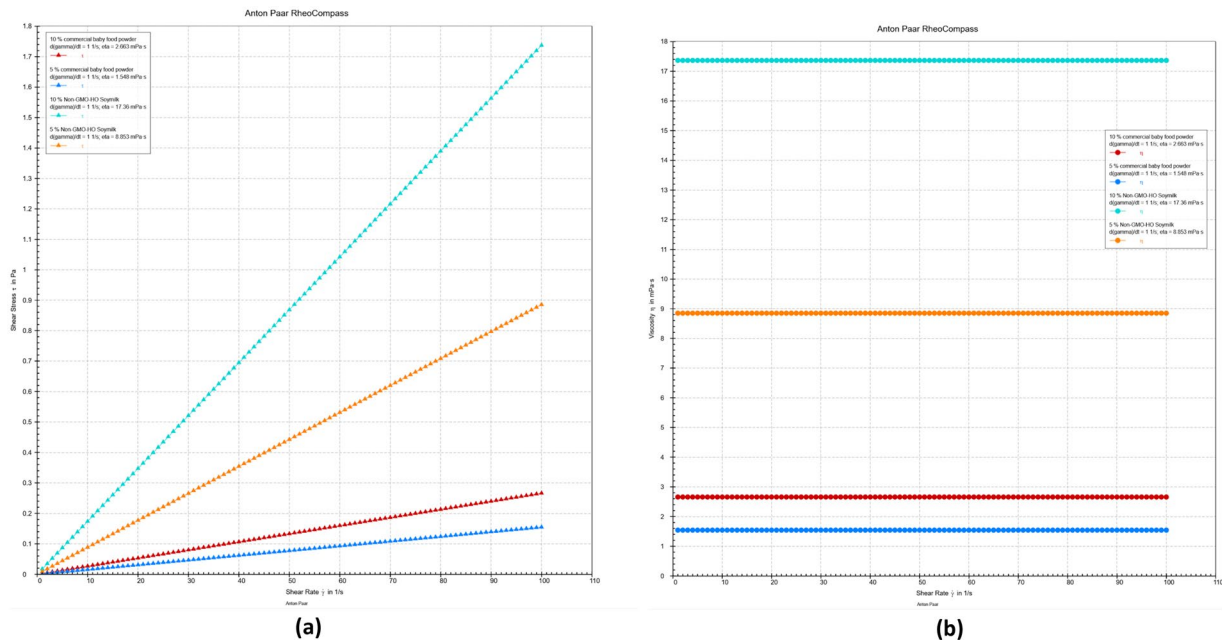 Anton Paar RheoCompass
1.8
1.7
1.6
1.5
1.4
1.3
1.2
1.1
1
0.9
0.8
0.7
0.6
0.5
0.4
0.3
0.2
0.1
0
Shear Stress τ in Pa
10 % commercial baby food powder
d(gamma)/dt = 1 1/s; eta = 2.663 mPa·s
τ
5 % commercial baby food powder
d(gamma)/dt = 1 1/s; eta = 1.548 mPa·s
τ
10 % Non-GMO-HO Soymilk
d(gamma)/dt = 1 1/s; eta = 17.36 mPa·s
τ
5 % Non-GMO-HO Soymilk
d(gamma)/dt = 1 1/s; eta = 8.853 mPa·s
τ
0 10 20 30 40 50 60 70 80 90 100 110
Shear Rate γ̇ in 1/s
Anton Paar
(a)
Anton Paar RheoCompass
18
17
16
15
14
13
12
11
10
9
8
7
6
5
4
3
2
1
0
Viscosity η in mPa·s
10 % commercial baby food powder
d(gamma)/dt = 1 1/s; eta = 2.663 mPa·s
η
5 % commercial baby food powder
d(gamma)/dt = 1 1/s; eta = 1.548 mPa·s
η
10 % Non-GMO-HO Soymilk
d(gamma)/dt = 1 1/s; eta = 17.36 mPa·s
η
5 % Non-GMO-HO Soymilk
d(gamma)/dt = 1 1/s; eta = 8.853 mPa·s
η
0 10 20 30 40 50 60 70 80 90 100 110
Shear Rate γ̇ in 1/s
Anton Paar
(b)